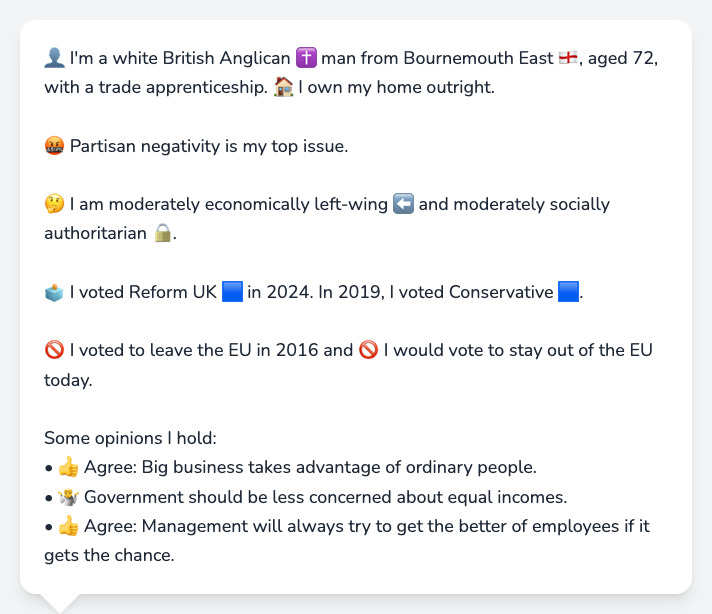 👤 I'm a white British Anglican ✝️ man from Bournemouth East 🏴󠁧󠁢󠁥󠁮󠁧󠁿, aged 72,
with a trade apprenticeship. 🏠 I own my home outright.
🤬 Partisan negativity is my top issue.
🤔 I am moderately economically left-wing ⬅️ and moderately socially
authoritarian 🔒.
🗳️ I voted Reform UK 🟦 in 2024. In 2019, I voted Conservative 🟦.
🚫 I voted to leave the EU in 2016 and 🚫 I would vote to stay out of the EU
today.
Some opinions I hold:
• 👍 Agree: Big business takes advantage of ordinary people.
• 🤷 Government should be less concerned about equal incomes.
• 👍 Agree: Management will always try to get the better of employees if it
gets the chance.